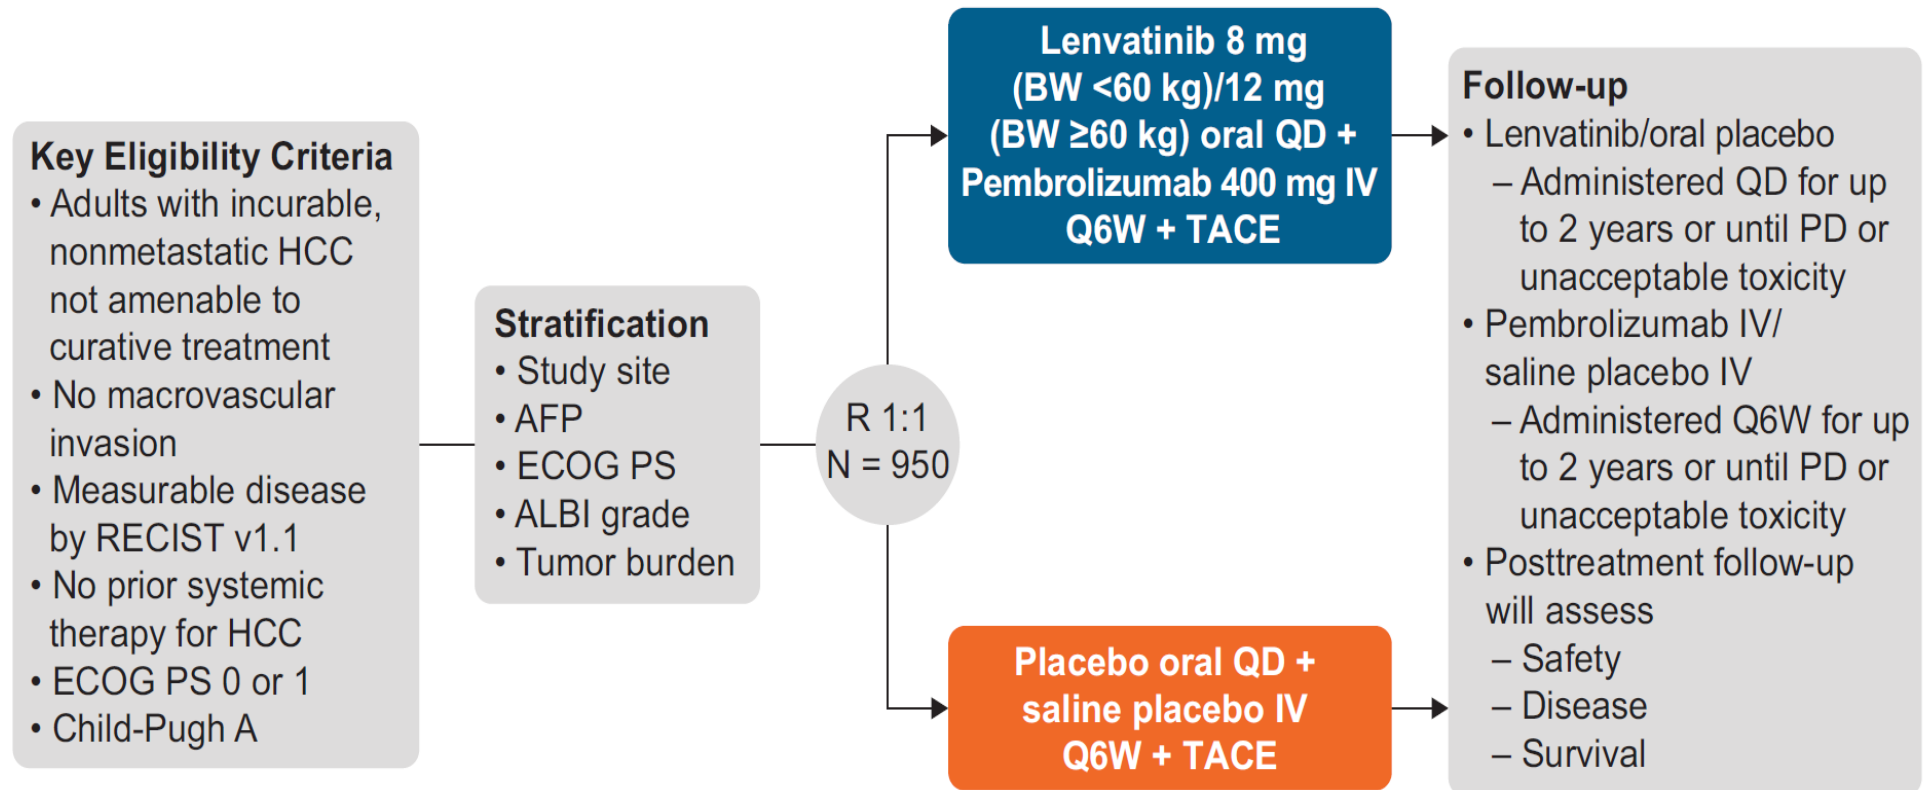 Key Eligibility Criteria
• Adults with incurable,
nonmetastatic HCC
not amenable to
curative treatment
• No macrovascular
invasion
• Measurable disease
by RECIST v1.1
• No prior systemic
therapy for HCC
• ECOG PS 0 or 1
• Child-Pugh A
Stratification
• Study site
• AFP
• ECOG PS
• ALBI grade
• Tumor burden
R 1:1
N = 950
Lenvatinib 8 mg
(BW <60 kg)/12 mg
(BW ≥60 kg) oral QD +
Pembrolizumab 400 mg IV
Q6W + TACE
Placebo oral QD +
saline placebo IV
Q6W + TACE
Follow-up
• Lenvatinib/oral placebo
– Administered QD for up
to 2 years or until PD or
unacceptable toxicity
• Pembrolizumab IV/
saline placebo IV
– Administered Q6W for up
to 2 years or until PD or
unacceptable toxicity
• Posttreatment follow-up
will assess
– Safety
– Disease
– Survival